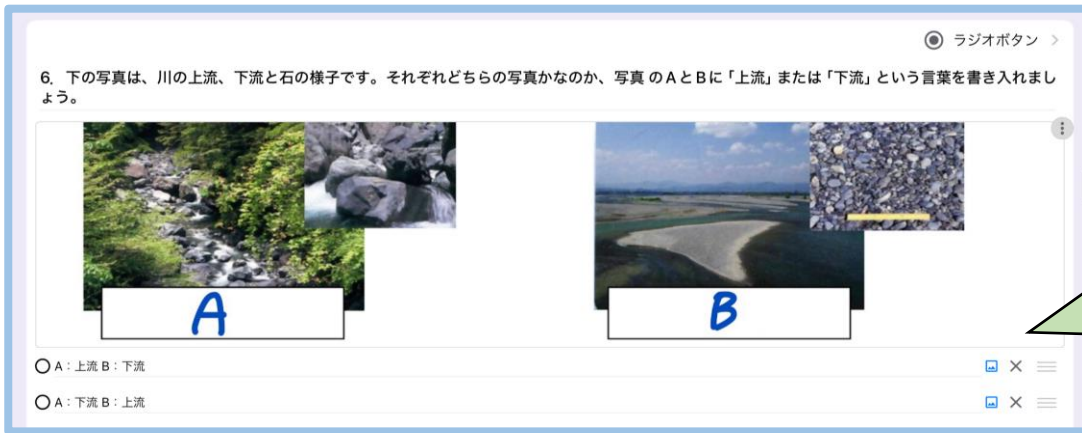 ラジオボタン
6. 下の写真は、川の上流、下流と石の様子です。それぞれどちらの写真かなのか、写真 のAとBに「上流」または「下流」という言葉を書き入れまし
ょう。
A
B
A：上流 B：下流
A：下流 B：上流